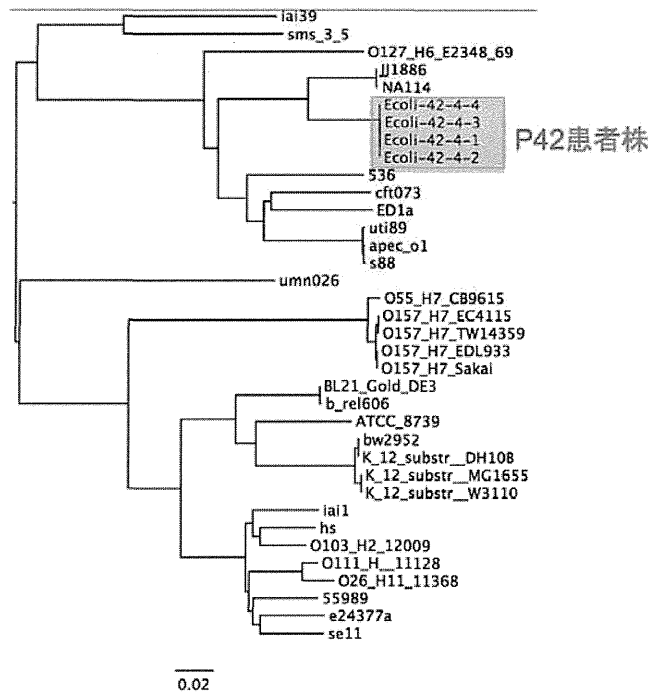 iai39
sms_3_5
O127_H6_E2348_69
JJ1886
NA114
Ecoli-42-4-4
Ecoli-42-4-3
Ecoli-42-4-1
Ecoli-42-4-2
P42患者株
536
cft073
ED1a
uti89
apec_o1
s88
umn026
O55_H7_CB9615
O157_H7_EC4115
O157_H7_TW14359
O157_H7_EDL933
O157_H7_Sakai
BL21_Gold_DE3
b_rel606
ATCC_8739
bw2952
K_12_substr__DH108
K_12_substr__MG1655
K_12_substr__W3110
iai1
hs
O103_H2_12009
O111_H__11128
O26_H11_11368
55989
e24377a
se11
0.02